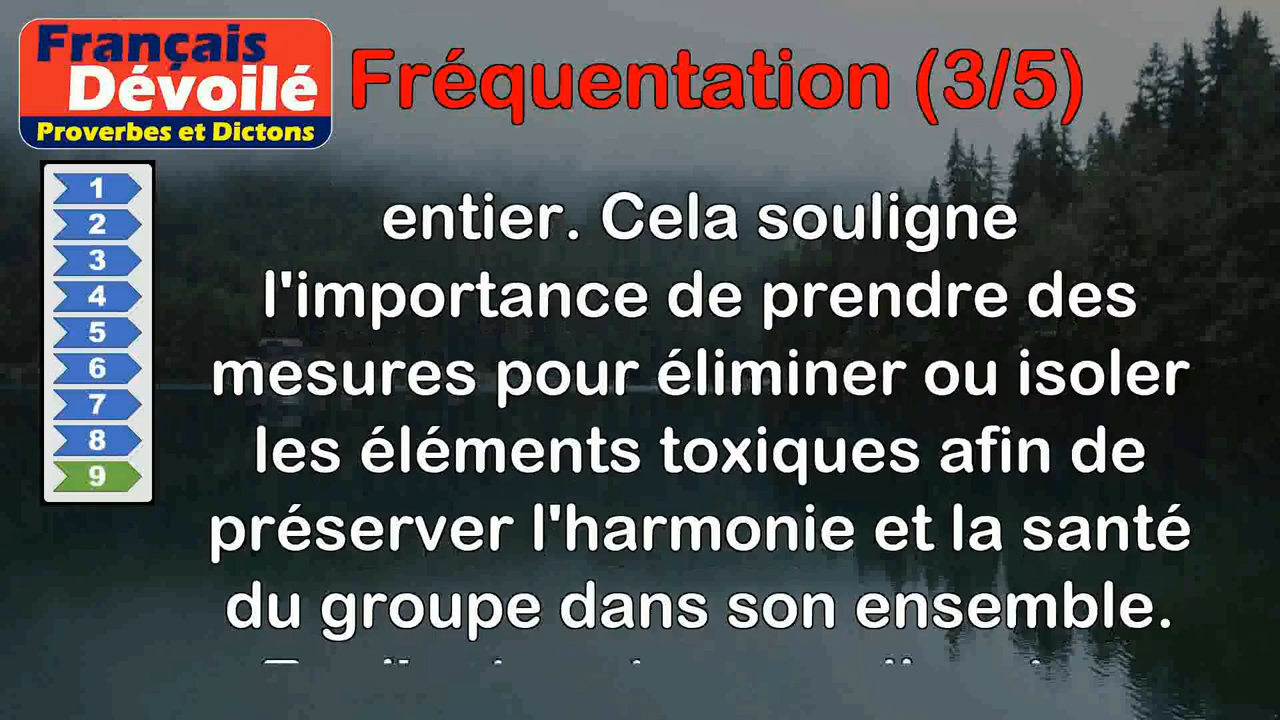 Français
Dévoilé
Proverbes et Dictons
Fréquentation (3/5)
1
2
3
4
5
6
7
8
9
entier. Cela souligne
l'importance de prendre des
mesures pour éliminer ou isoler
les éléments toxiques afin de
préserver l'harmonie et la santé
du groupe dans son ensemble.